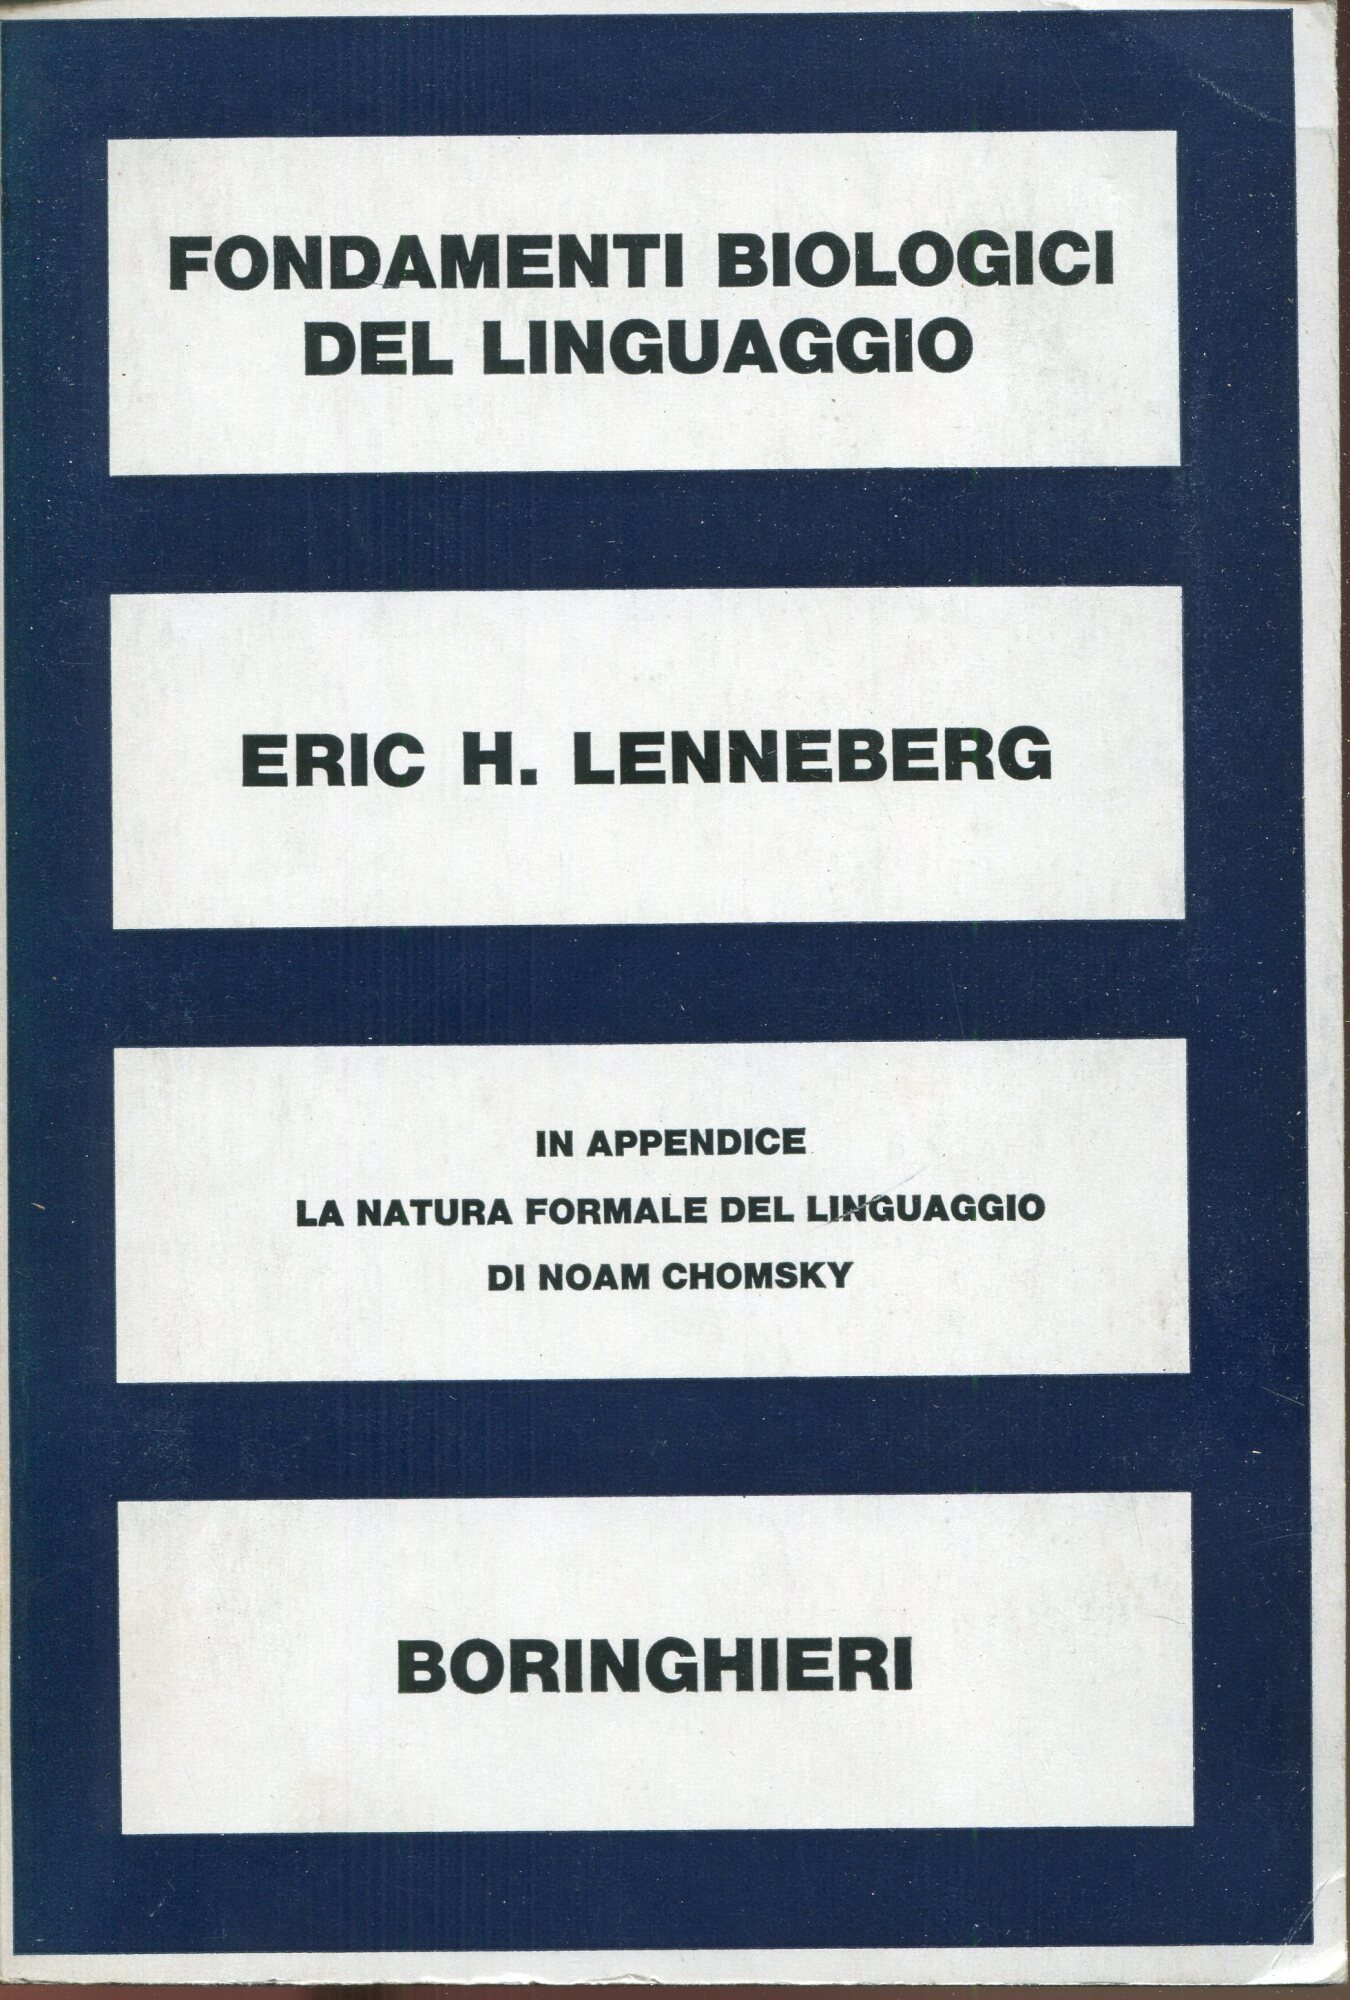 FONDAMENTI BIOLOGICI
DEL LINGUAGGIO
ERIC H. LENNEBERG
IN APPENDICE
LA NATURA FORMALE DEL LINGUAGGIO
DI NOAM CHOMSKY
BORINGHIERI